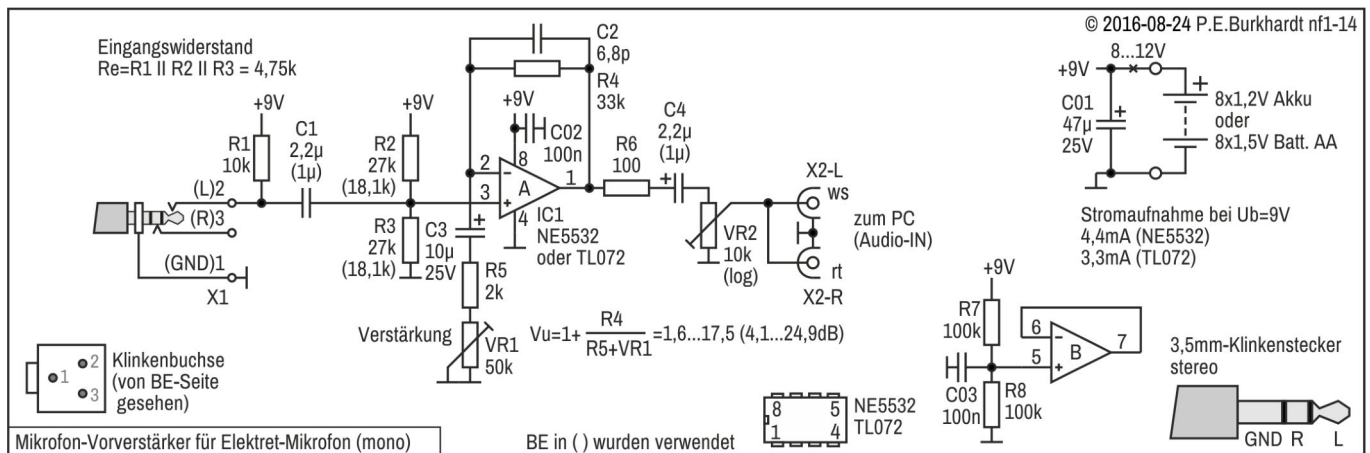 © 2016-08-24 P.E.Burkhardt nf1-14
Eingangswiderstand
Re=R1 II R2 II R3 = 4,75k
+9V
R1
10k
C1
2,2µ
(1µ)
+9V
R2
27k
(18,1k)
R3
27k
(18,1k)
C2
6,8p
R4
33k
+9V
C02
100n
8
2
3
−
+
A
1
4
IC1
NE5532
oder TL072
C3
10µ
25V
+
R5
2k
Verstärkung
VR1
50k
R6
100
C4
2,2µ
(1µ)
+
VR2
10k
(log)
X2-L
ws
zum PC
(Audio-IN)
rt
X2-R
(L)2
(R)3
(GND)1
X1
Vu=1+ R4 / R5+VR1 =1,6...17,5 (4,1...24,9dB)
8...12V
+9V
C01
47µ
25V
+
+
8x1,2V Akku
oder
8x1,5V Batt. AA
Stromaufnahme bei Ub=9V
4,4mA (NE5532)
3,3mA (TL072)
+9V
R7
100k
6
5
−
+
B
7
C03
100n
R8
100k
Klinkenbuchse
(von BE-Seite
gesehen)
1
2
3
8
5
1
4
NE5532
TL072
3,5mm-Klinkenstecker
stereo
GND R L
Mikrofon-Vorverstärker für Elektret-Mikrofon (mono)
BE in ( ) wurden verwendet